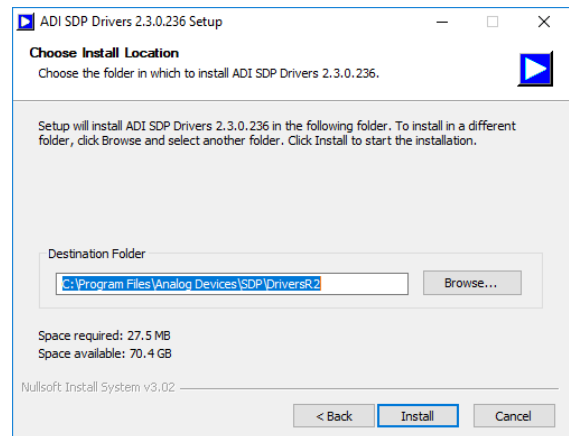 ADI SDP Drivers 2.3.0.236 Setup
Choose Install Location
Choose the folder in which to install ADI SDP Drivers 2.3.0.236.
Setup will install ADI SDP Drivers 2.3.0.236 in the following folder. To install in a different
folder, click Browse and select another folder. Click Install to start the installation.
Destination Folder
C:\Program Files\Analog Devices\SDP\DriversR2
Browse...
Space required: 27.5 MB
Space available: 70.4 GB
Nullsoft Install System v3.02
< Back
Install
Cancel